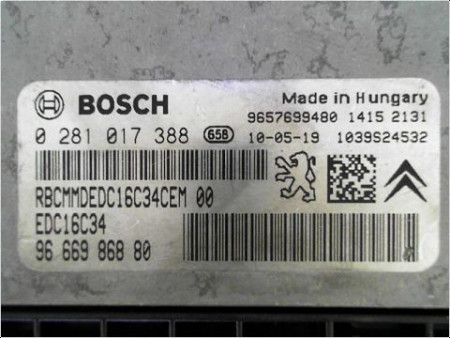 BOSCH
Made in Hungary
9657699480 1415 2131
0 281 017 388 658 10-05-19 1039S24532
RBCMMDEDC16C34CEM 00
EDC16C34
96 669 868 80